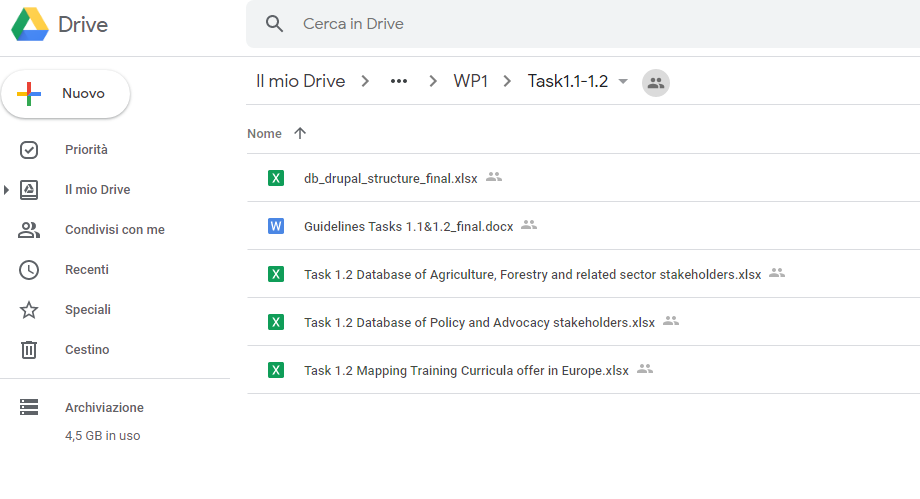 Drive
Cerca in Drive
Nuovo
Il mio Drive > ••• > WP1 > Task1.1-1.2
Nome
Priorità
Il mio Drive
Condivisi con me
Recenti
Speciali
Cestino
Archiviazione
4,5 GB in uso
X db_drupal_structure_final.xlsx
W Guidelines Tasks 1.1&1.2_final.docx
X Task 1.2 Database of Agriculture, Forestry and related sector stakeholders.xlsx
X Task 1.2 Database of Policy and Advocacy stakeholders.xlsx
X Task 1.2 Mapping Training Curricula offer in Europe.xlsx